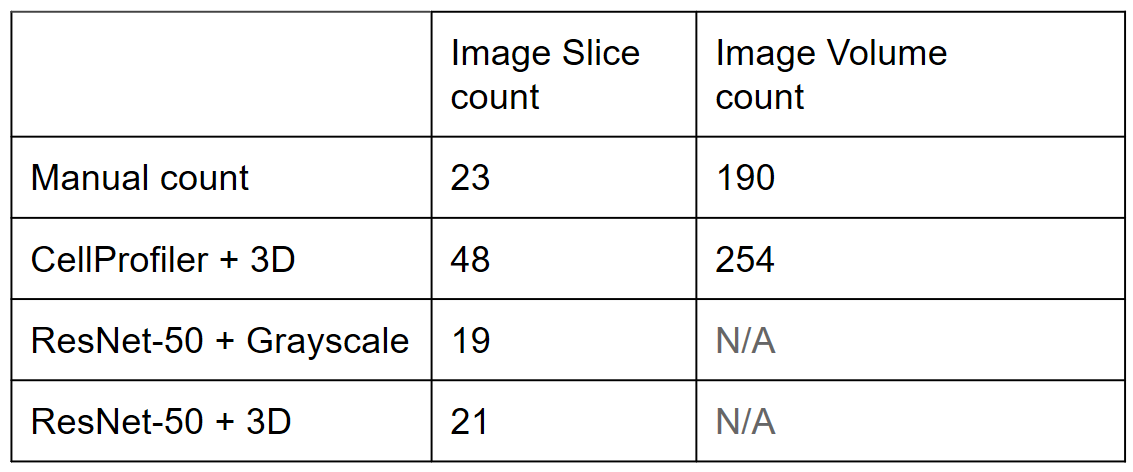 Image Slice count
Image Volume count
Manual count 23 190
CellProfiler + 3D 48 254
ResNet-50 + Grayscale 19 N/A
ResNet-50 + 3D 21 N/A